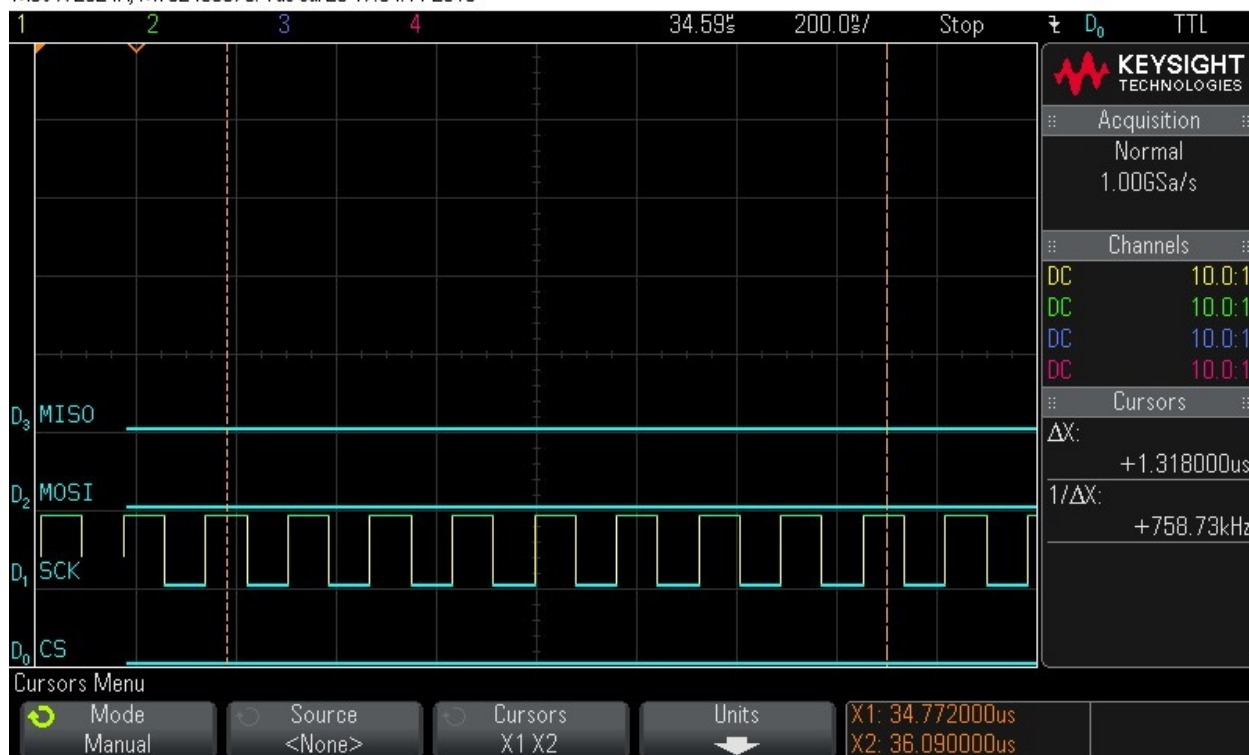 1 2 3 4 34.59㎲ 200.0㎱/ Stop D0 TTL
KEYSIGHT
TECHNOLOGIES
Acquisition
Normal
1.00GSa/s
Channels
DC 10.0:1
DC 10.0:1
DC 10.0:1
DC 10.0:1
Cursors
ΔX:
+1.318000us
1/ΔX:
+758.73kHz
D3 MISO
D2 MOSI
D1 SCK
D0 CS
Cursors Menu
Mode
Manual
Source
<None>
Cursors
X1 X2
Units
X1: 34.772000us
X2: 36.090000us